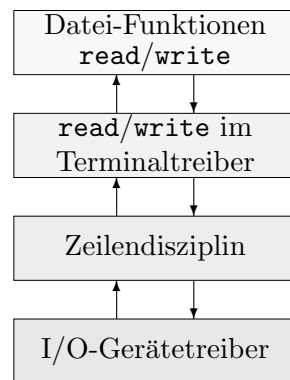 Datei-Funktionen
read/write
read/write im
Terminaltreiber
Zeilendisziplin
I/O-Gerätetreiber